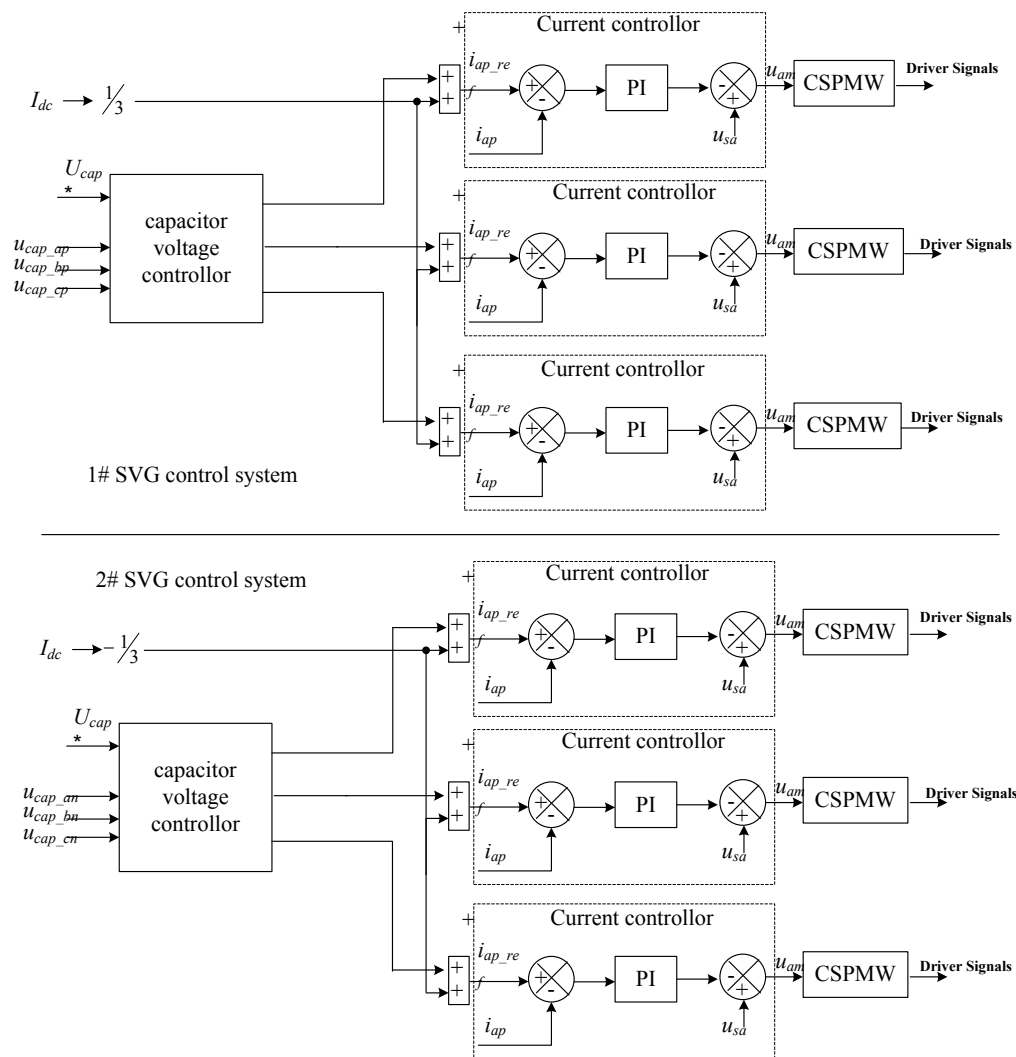 Current controllor
+
i_ap_re
f
+
+
+
-
PI
-
+
u_am
CSPMW
Driver Signals
I_dc
1/3
i_ap
u_sa
U_cap
*
capacitor
voltage
controllor
u_cap_ap
u_cap_bp
u_cap_cp
Current controllor
+
i_ap_re
f
+
+
+
-
PI
-
+
u_am
CSPMW
Driver Signals
i_ap
u_sa
Current controllor
+
i_ap_re
f
+
+
+
-
PI
-
+
u_am
CSPMW
Driver Signals
i_ap
u_sa
1# SVG control system
2# SVG control system
Current controllor
+
i_ap_re
f
+
+
+
-
PI
-
+
u_am
CSPMW
Driver Signals
I_dc
− 1/3
i_ap
u_sa
U_cap
*
capacitor
voltage
controllor
u_cap_an
u_cap_bn
u_cap_cn
Current controllor
+
i_ap_re
f
+
+
+
-
PI
-
+
u_am
CSPMW
Driver Signals
i_ap
u_sa
Current controllor
+
i_ap_re
f
+
+
+
-
PI
-
+
u_am
CSPMW
Driver Signals
i_ap
u_sa